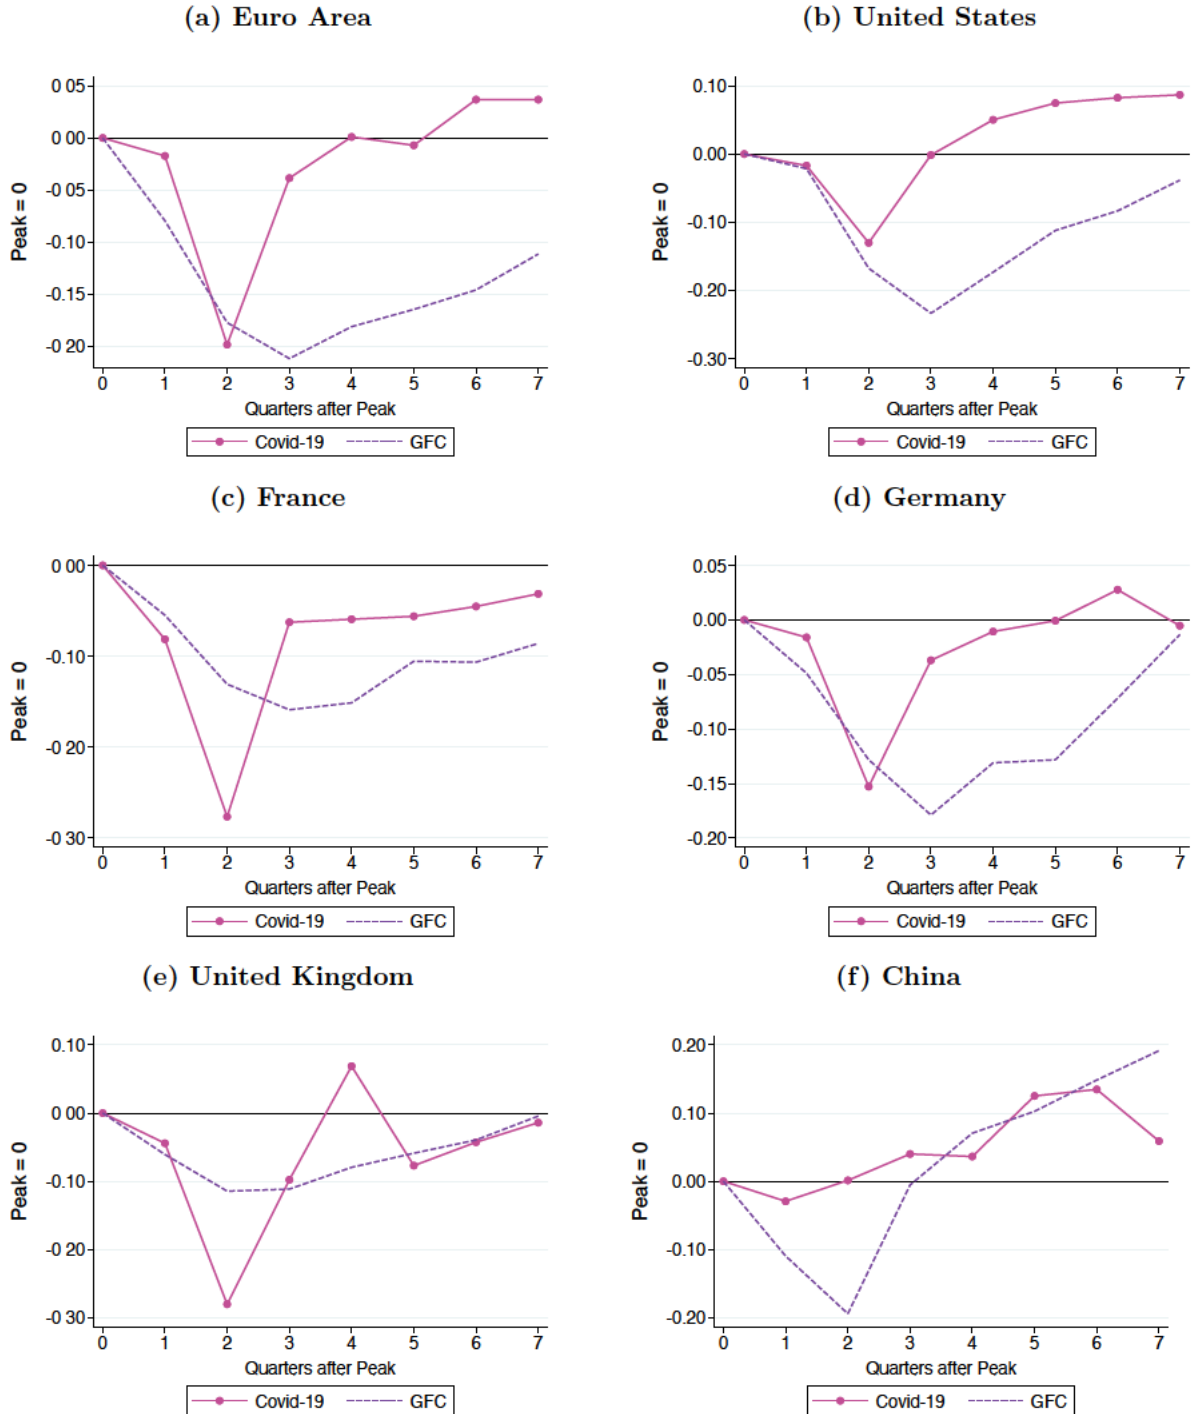 (a) Euro Area
0 05
0 00
-0 05
-0.10
-0.15
-0 20
Peak = 0
0 1 2 3 4 5 6 7
Quarters after Peak
Covid-19 GFC
(b) United States
0.10
0.00
-0.10
-0.20
-0.30
Peak = 0
0 1 2 3 4 5 6 7
Quarters after Peak
Covid-19 GFC
(c) France
0 00
-0.10
-0 20
-0 30
Peak = 0
0 1 2 3 4 5 6 7
Quarters after Peak
Covid-19 GFC
(d) Germany
0.05
0.00
-0.05
-0.10
-0.15
-0.20
Peak = 0
0 1 2 3 4 5 6 7
Quarters after Peak
Covid-19 GFC
(e) United Kingdom
0.10
0 00
-0.10
-0 20
-0 30
Peak = 0
0 1 2 3 4 5 6 7
Quarters after Peak
Covid-19 GFC
(f) China
0.20
0.10
0.00
-0.10
-0.20
Peak = 0
0 1 2 3 4 5 6 7
Quarters after Peak
Covid-19 GFC